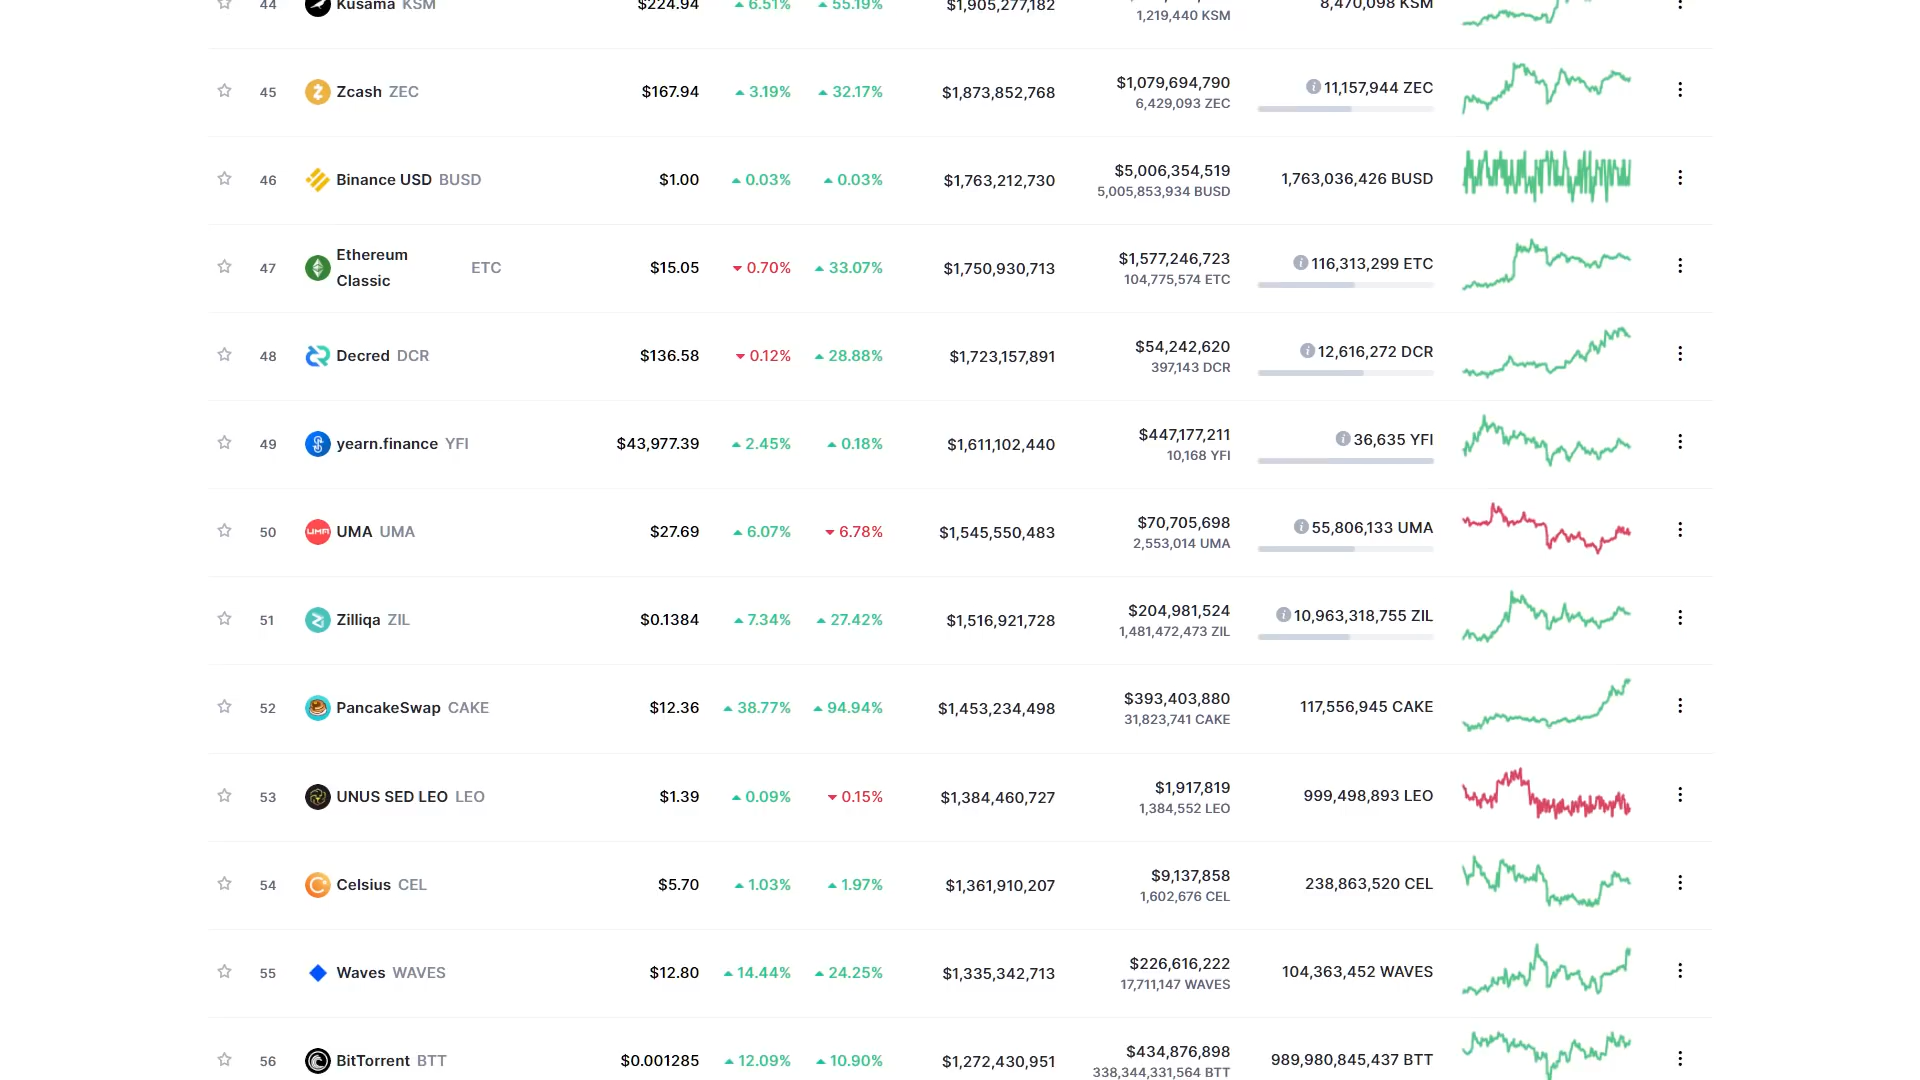 44 Kusama KSM $224.94 6.51% 55.19% $1,905,277,182 8,470,098 KSM
1,219,440 KSM
45 Zcash ZEC $167.94 3.19% 32.17% $1,873,852,768 $1,079,694,790 11,157,944 ZEC
6,429,093 ZEC
46 Binance USD BUSD $1.00 0.03% 0.03% $1,763,212,730 $5,006,354,519 1,763,036,426 BUSD
5,005,853,934 BUSD
47 Ethereum Classic ETC $15.05 0.70% 33.07% $1,750,930,713 $1,577,246,723 116,313,299 ETC
104,775,574 ETC
48 Decred DCR $136.58 0.12% 28.88% $1,723,157,891 $54,242,620 12,616,272 DCR
397,143 DCR
49 yearn.finance YFI $43,977.39 2.45% 0.18% $1,611,102,440 $447,177,211 36,635 YFI
10,168 YFI
50 UMA UMA $27.69 6.07% 6.78% $1,545,550,483 $70,705,698 55,806,133 UMA
2,553,014 UMA
51 Zilliqa ZIL $0.1384 7.34% 27.42% $1,516,921,728 $204,981,524 10,963,318,755 ZIL
1,481,472,473 ZIL
52 PancakeSwap CAKE $12.36 38.77% 94.94% $1,453,234,498 $393,403,880 117,556,945 CAKE
31,823,741 CAKE
53 UNUS SED LEO LEO $1.39 0.09% 0.15% $1,384,460,727 $1,917,819 999,498,893 LEO
1,384,552 LEO
54 Celsius CEL $5.70 1.03% 1.97% $1,361,910,207 $9,137,858 238,863,520 CEL
1,602,676 CEL
55 Waves WAVES $12.80 14.44% 24.25% $1,335,342,713 $226,616,222 104,363,452 WAVES
17,711,147 WAVES
56 BitTorrent BTT $0.001285 12.09% 10.90% $1,272,430,951 $434,876,898 989,980,845,437 BTT
338,344,331,564 BTT